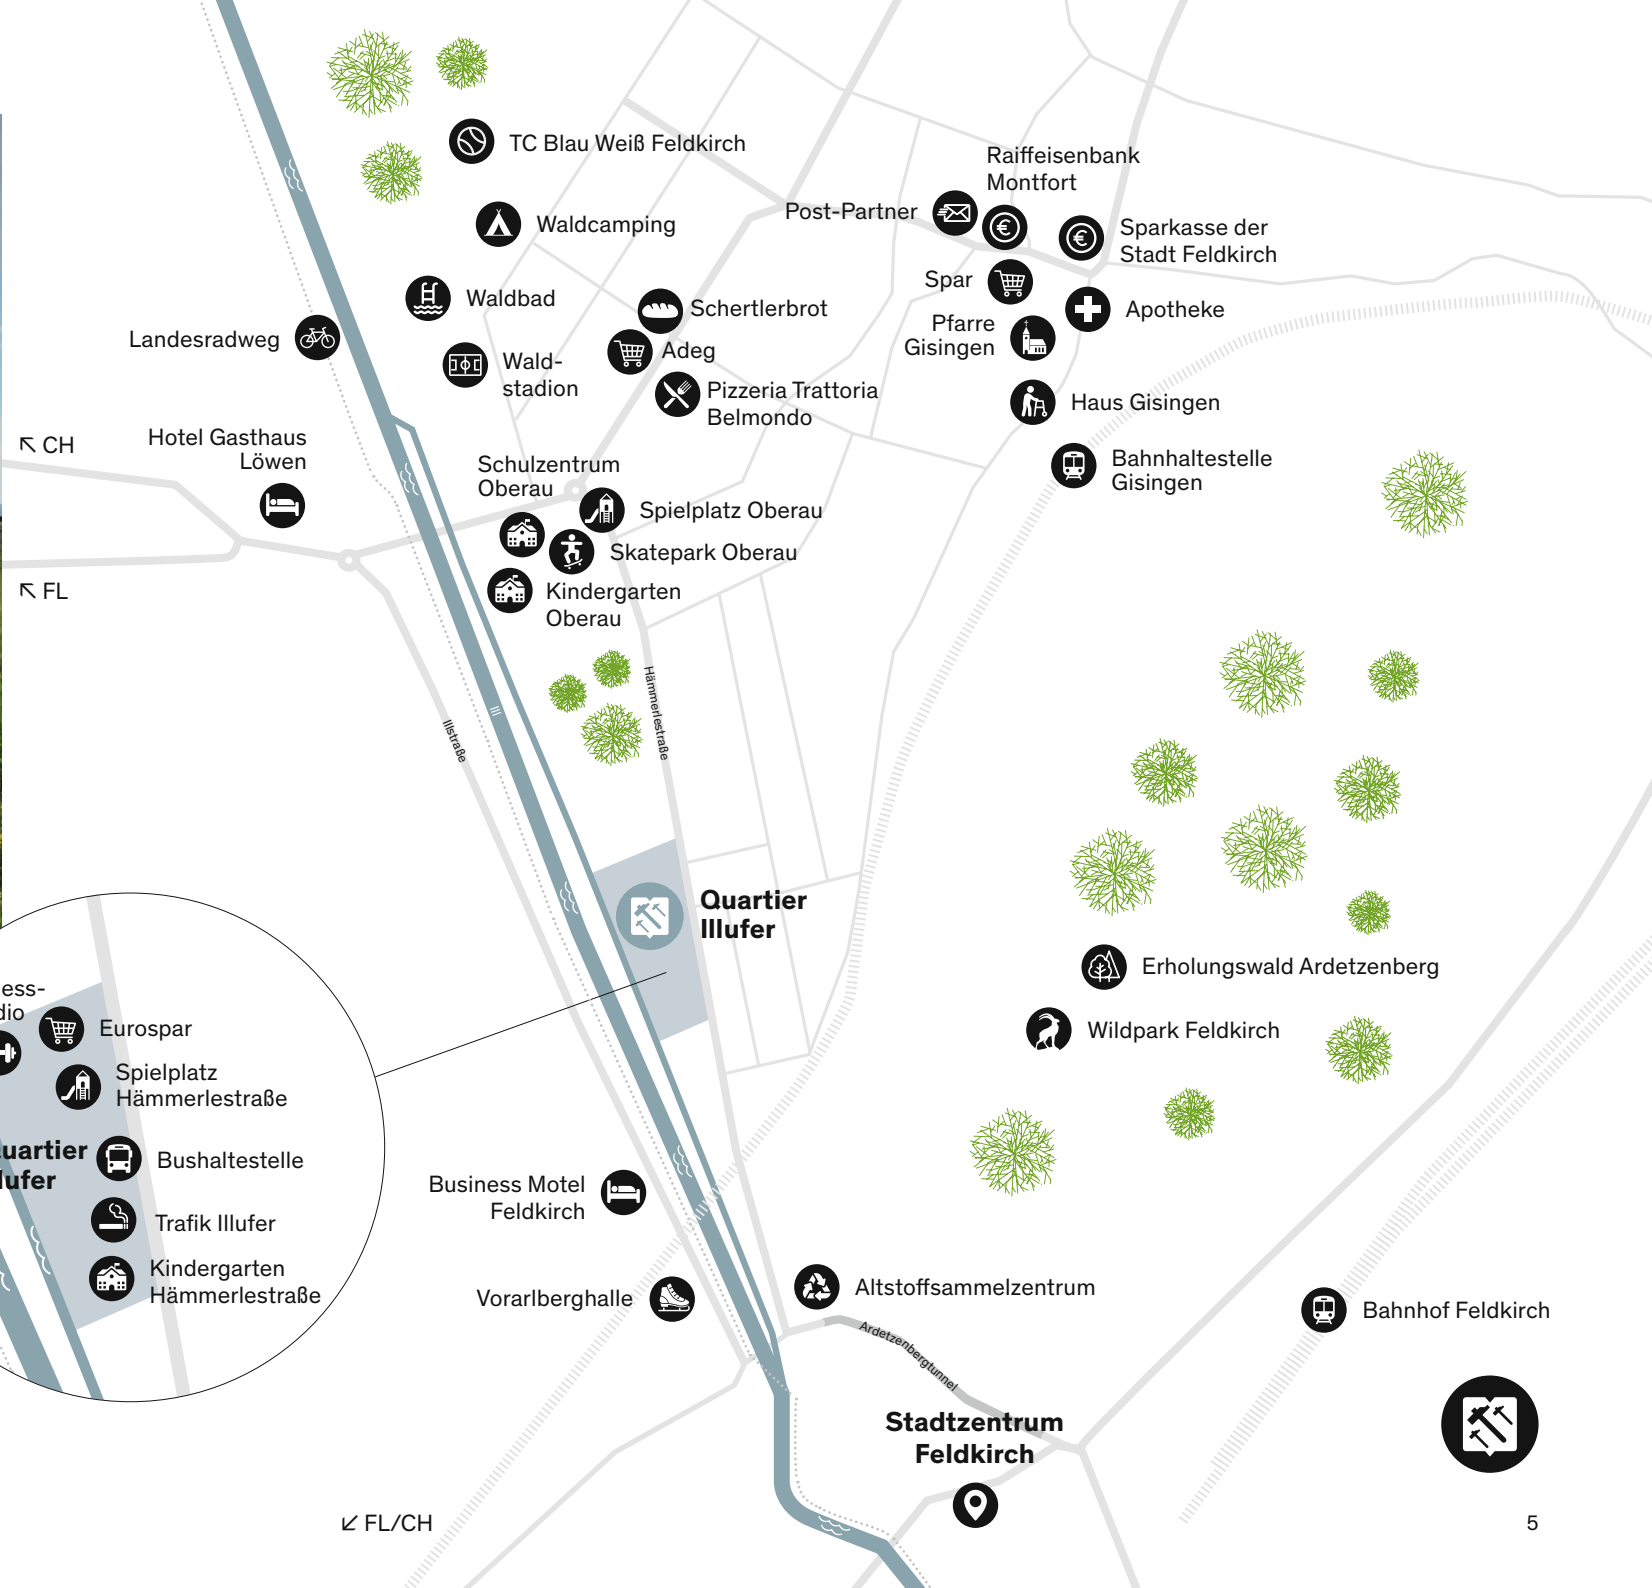 TC Blau Weiß Feldkirch
Waldcamping
Waldbad
Landesradweg
Wald-
stadion
Schertlerbrot
Adeg
Pizzeria Trattoria
Belmondo
Post-Partner
Raiffeisenbank
Montfort
Sparkasse der
Stadt Feldkirch
Spar
Apotheke
Pfarre
Gisingen
Haus Gisingen
Bahnhaltestelle
Gisingen
↖ CH
Hotel Gasthaus
Löwen
↖ FL
Schulzentrum
Oberau
Spielplatz Oberau
Skatepark Oberau
Kindergarten
Oberau
Hämmerlestraße
Illstraße
Ill
Quartier
Illufer
Erholungswald Ardetzenberg
Wildpark Feldkirch
ess-
dio
Eurospar
Spielplatz
Hämmerlestraße
uartier
lufer
Bushaltestelle
Trafik Illufer
Kindergarten
Hämmerlestraße
Business Motel
Feldkirch
Vorarlberghalle
Altstoffsammelzentrum
Ardetzenbergtunnel
Bahnhof Feldkirch
Stadtzentrum
Feldkirch
↙ FL/CH
5